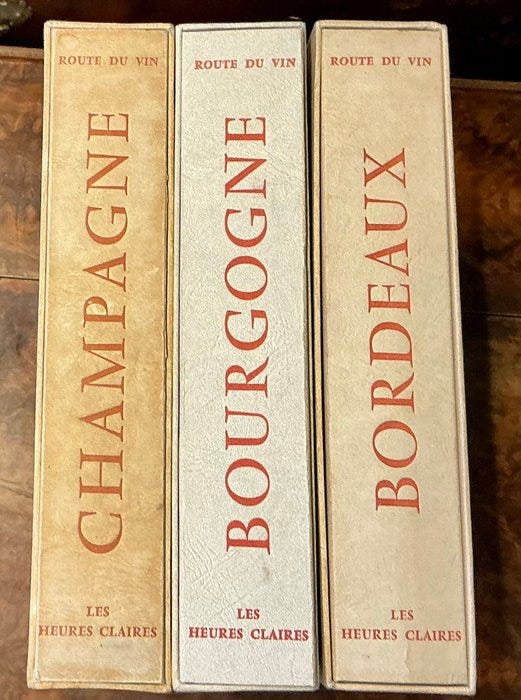 ROUTE DU VIN
CHAMPAGNE
LES
HEURES CLAIRES
ROUTE DU VIN
BOURGOGNE
LES
HEURES CLAIRES
ROUTE DU VIN
BORDEAUX
LES
HEURES CLAIRES